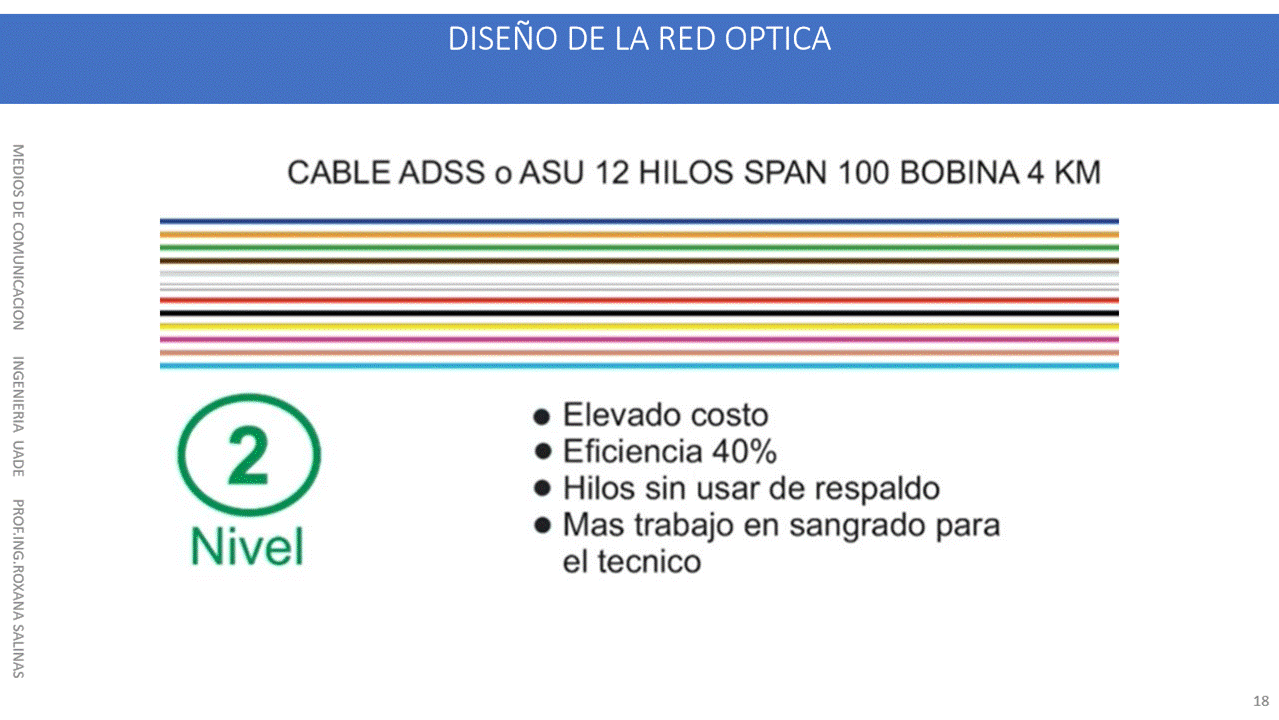 DISEÑO DE LA RED OPTICA
MEDIOS DE COMUNICACION INGENIERIA UADE PROF.ING.ROXANA SALINAS
CABLE ADSS o ASU 12 HILOS SPAN 100 BOBINA 4 KM
2
Nivel
● Elevado costo
● Eficiencia 40%
● Hilos sin usar de respaldo
● Mas trabajo en sangrado para
el tecnico
18